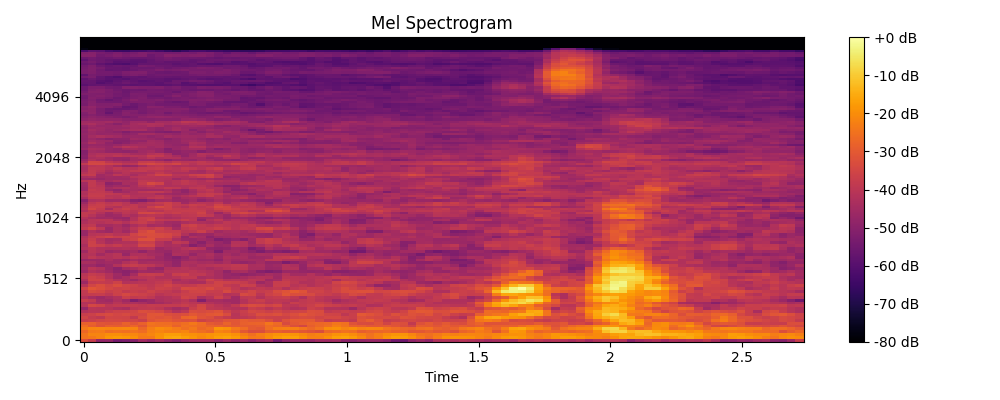 Mel Spectrogram
+0 dB
-10 dB
-20 dB
-30 dB
-40 dB
-50 dB
-60 dB
-70 dB
-80 dB
4096
2048
1024
512
0
Hz
0
0.5
1
1.5
2
2.5
Time